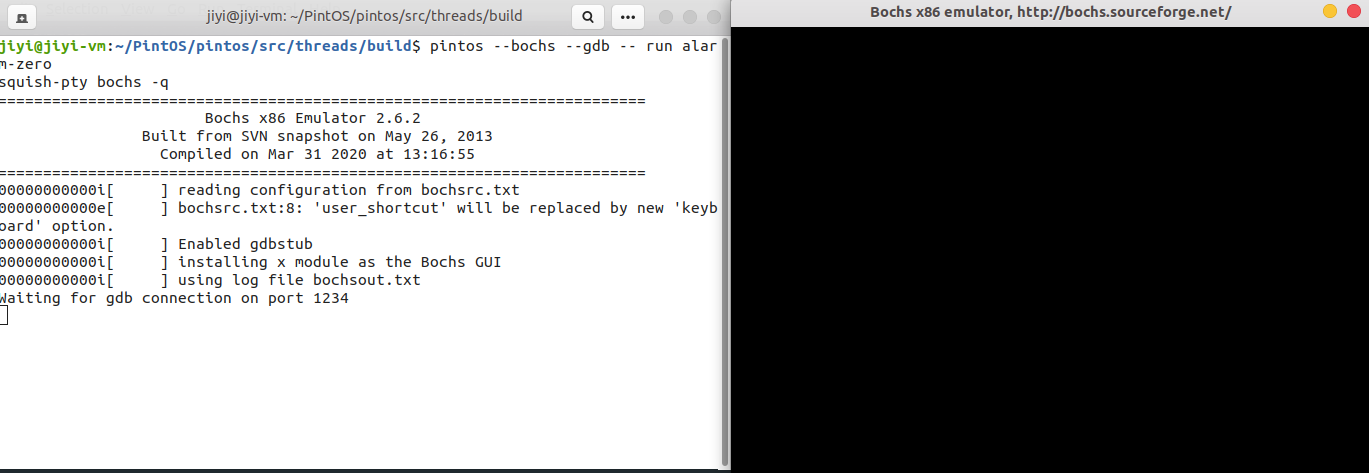 jiyi@jiyi-vm: ~/PintOS/pintos/src/threads/build
Bochs x86 emulator, http://bochs.sourceforge.net/
jiyi@jiyi-vm:~/PintOS/pintos/src/threads/build$ pintos --bochs --gdb -- run alar
m-zero
squish-pty bochs -q
========================================================================
Bochs x86 Emulator 2.6.2
Built from SVN snapshot on May 26, 2013
Compiled on Mar 31 2020 at 13:16:55
========================================================================
00000000000i[     ] reading configuration from bochsrc.txt
00000000000e[     ] bochsrc.txt:8: 'user_shortcut' will be replaced by new 'keyb
oard' option.
00000000000i[     ] Enabled gdbstub
00000000000i[     ] installing x module as the Bochs GUI
00000000000i[     ] using log file bochsout.txt
Waiting for gdb connection on port 1234